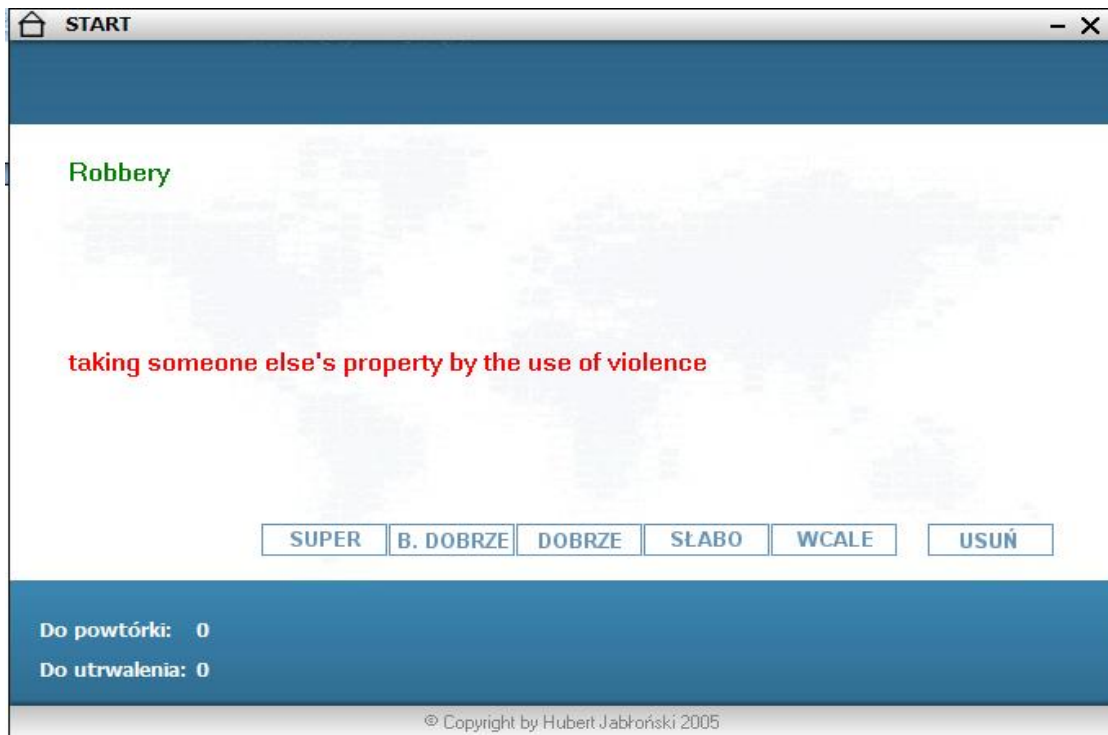 START
Robbery
taking someone else's property by the use of violence
SUPER B. DOBRZE DOBRZE SŁABO WCALE USUŃ
Do powtórki: 0
Do utrwalenia: 0
© Copyright by Hubert Jabłoński 2005